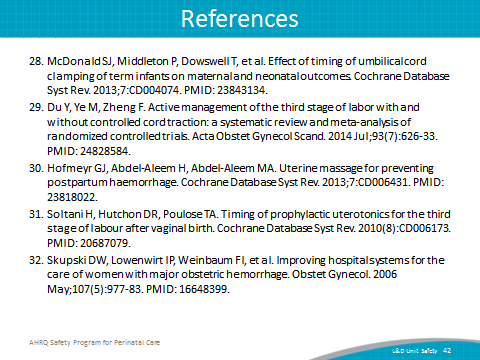 References
28. McDonald SJ, Middleton P, Dowswell T, et al. Effect of timing of umbilical cord
clamping of term infants on maternal and neonatal outcomes. Cochrane Database
Syst Rev. 2013;7:CD004074. PMID: 23843134.
29. Du Y, Ye M, Zheng F. Active management of the third stage of labor with and
without controlled cord traction: a systematic review and meta-analysis of
randomized controlled trials. Acta Obstet Gynecol Scand. 2014 Jul;93(7):626-33.
PMID: 24828584.
30. Hofmeyr GJ, Abdel-Aleem H, Abdel-Aleem MA. Uterine massage for preventing
postpartum haemorrhage. Cochrane Database Syst Rev. 2013;7:CD006431. PMID:
23818022.
31. Soltani H, Hutchon DR, Poulose TA. Timing of prophylactic uterotonics for the third
stage of labour after vaginal birth. Cochrane Database Syst Rev. 2010(8):CD006173.
PMID: 20687079.
32. Skupski DW, Lowenwirt IP, Weinbaum FI, et al. Improving hospital systems for the
care of women with major obstetric hemorrhage. Obstet Gynecol. 2006
May;107(5):977-83. PMID: 16648399.
AHRQ Safety Program for Perinatal Care
L&D Unit Safety 42